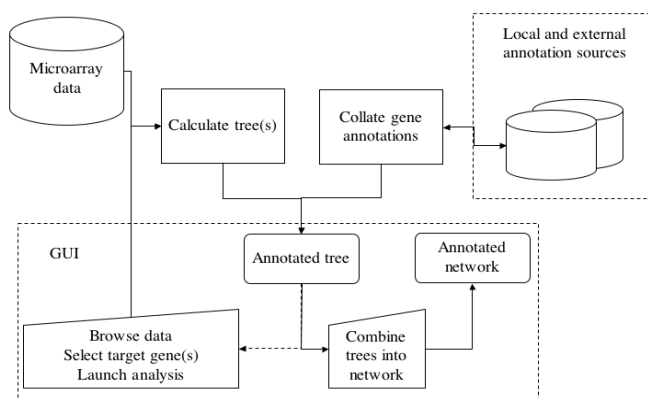 Local and external
annotation sources
Microarray
data
Calculate tree(s)
Collate gene
annotations
GUI
Annotated tree
Annotated
network
Browse data
Select target gene(s)
Launch analysis
Combine
trees into
network